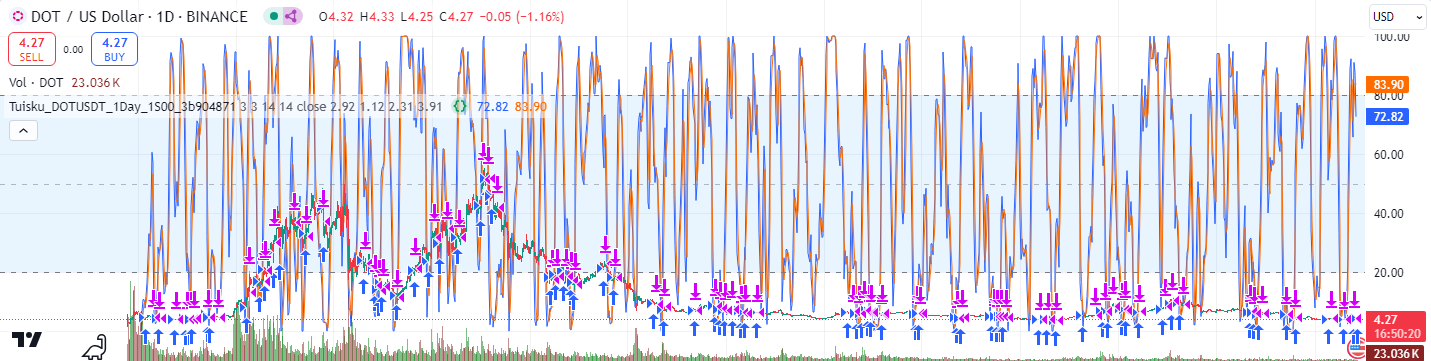 DOT / US Dollar · 1D · BINANCE O4.32 H4.33 L4.25 C4.27 −0.05 (−1.16%)
USD
4.27 SELL
0.00
4.27 BUY
Vol · DOT 23.036 K
Tuisku_DOTUSDT_1Day_1S00_3b904871 3 3 14 14 close 2.92 1.12 2.31 3.91 {} 72.82 83.90
100.00
83.90
80.00
72.82
60.00
40.00
20.00
4.27
16:50:20
23.036 K